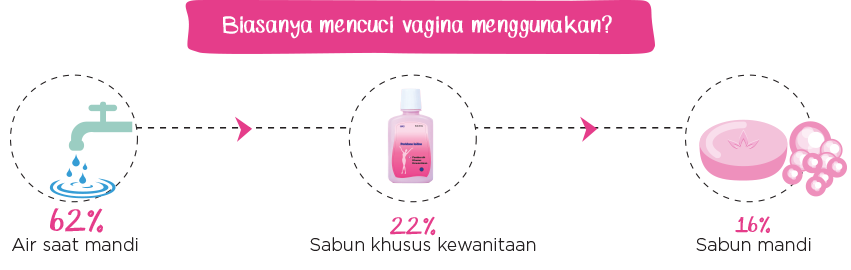 Biasanya mencuci vagina menggunakan?
62%
Air saat mandi
22%
Sabun khusus kewanitaan
16%
Sabun mandi